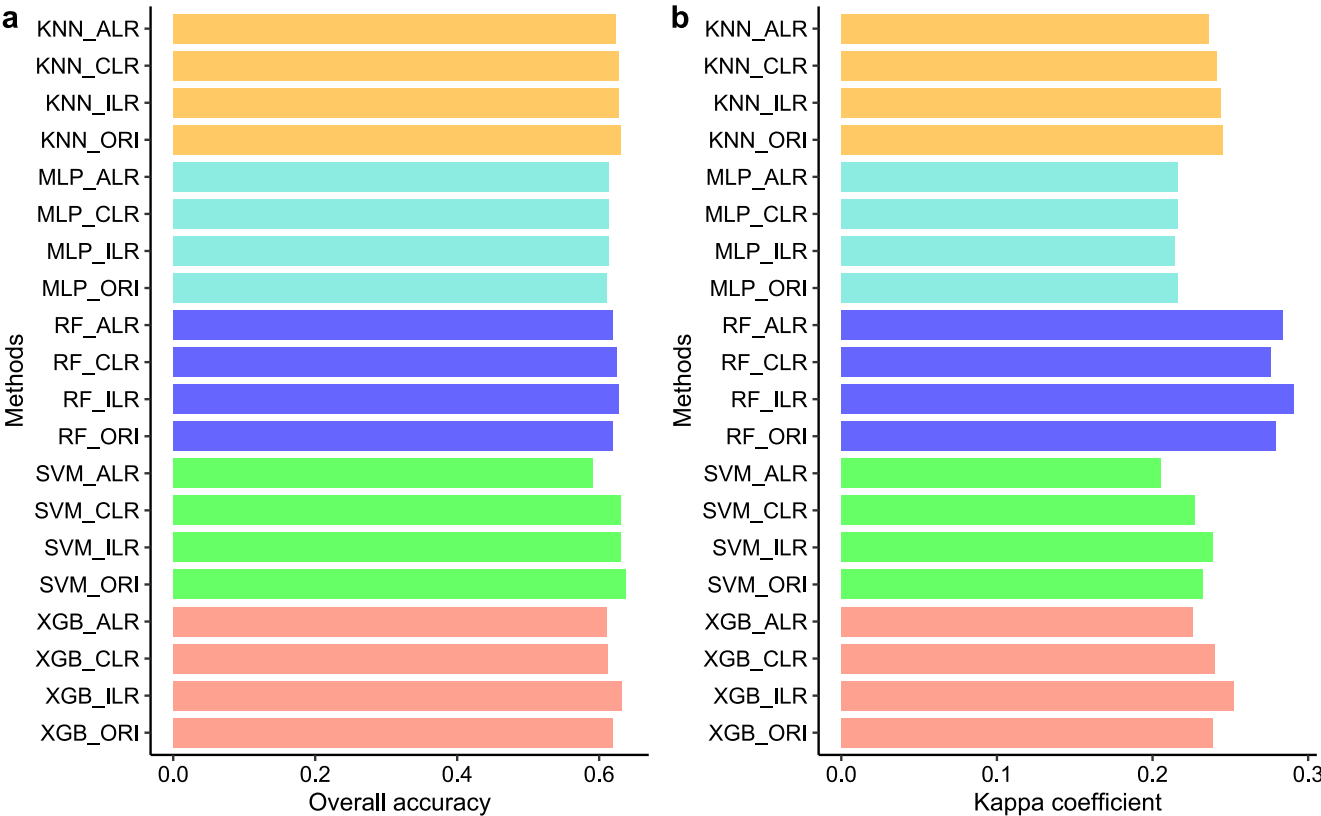 a
Methods
KNN_ALR
KNN_CLR
KNN_ILR
KNN_ORI
MLP_ALR
MLP_CLR
MLP_ILR
MLP_ORI
RF_ALR
RF_CLR
RF_ILR
RF_ORI
SVM_ALR
SVM_CLR
SVM_ILR
SVM_ORI
XGB_ALR
XGB_CLR
XGB_ILR
XGB_ORI
0.0 0.2 0.4 0.6
Overall accuracy
b
Methods
KNN_ALR
KNN_CLR
KNN_ILR
KNN_ORI
MLP_ALR
MLP_CLR
MLP_ILR
MLP_ORI
RF_ALR
RF_CLR
RF_ILR
RF_ORI
SVM_ALR
SVM_CLR
SVM_ILR
SVM_ORI
XGB_ALR
XGB_CLR
XGB_ILR
XGB_ORI
0.0 0.1 0.2 0.3
Kappa coefficient